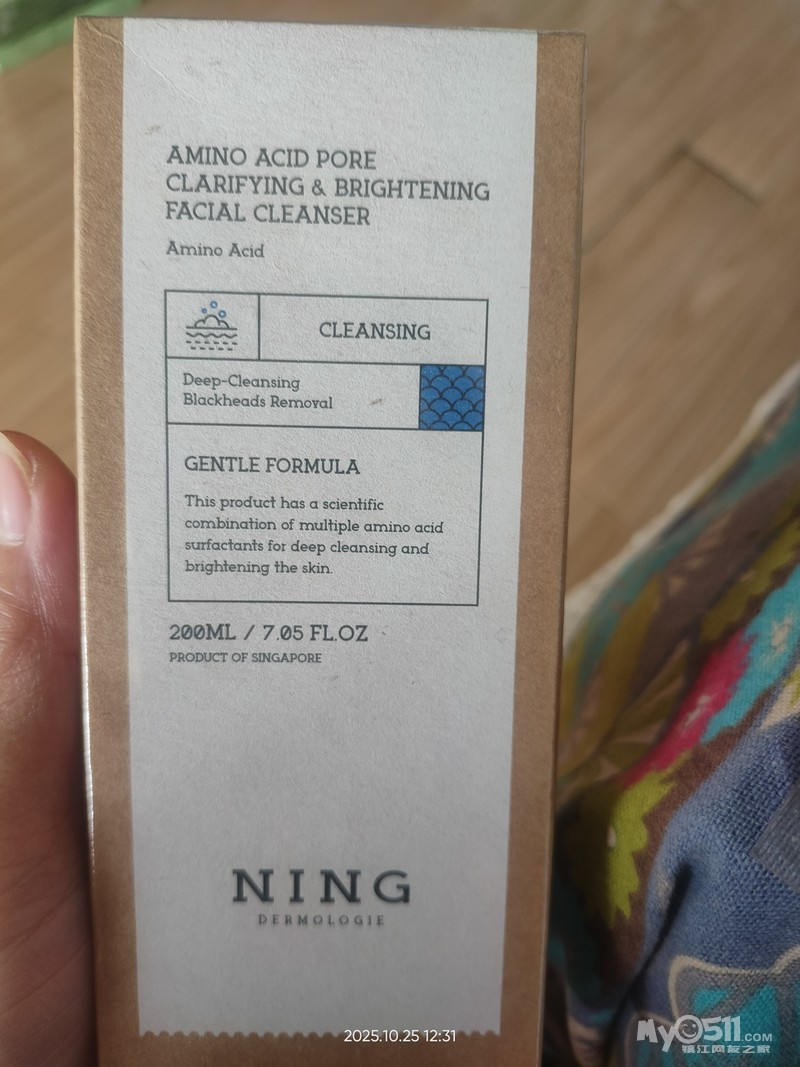 AMINO ACID PORE
CLARIFYING & BRIGHTENING
FACIAL CLEANSER
Amino Acid
CLEANSING
Deep-Cleansing
Blackheads Removal
GENTLE FORMULA
This product has a scientific
combination of multiple amino acid
surfactants for deep cleansing and
brightening the skin.
200ML / 7.05 FL.OZ
PRODUCT OF SINGAPORE
NING
DERMOLOGIE
2025.10.25 12:31
My0511.COM
镇江网友之家